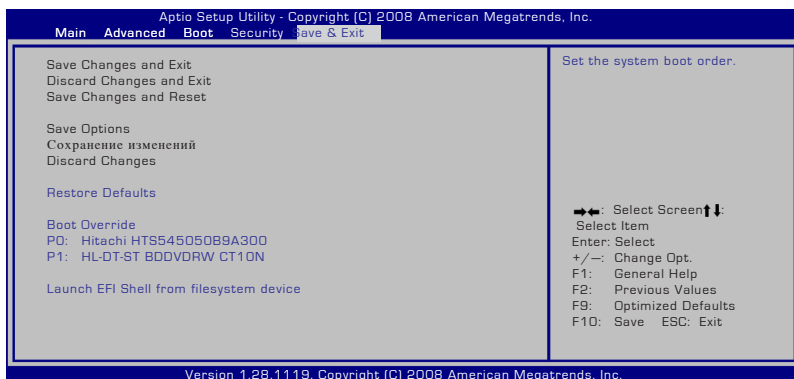 Aptio Setup Utility - Copyright (C) 2008 American Megatrends, Inc.
Main Advanced Boot Security Save & Exit
Save Changes and Exit
Discard Changes and Exit
Save Changes and Reset
Save Options
Сохранение изменений
Discard Changes
Restore Defaults
Boot Override
P0: Hitachi HTS545050B9A300
P1: HL-DT-ST BDDVDRW CT10N
Launch EFI Shell from filesystem device
Set the system boot order.
→←: Select Screen↑↓:
Select Item
Enter: Select
+/—: Change Opt.
F1: General Help
F2: Previous Values
F9: Optimized Defaults
F10: Save ESC: Exit
Version 1.28.1119. Copyright (C) 2008 American Megatrends, Inc.